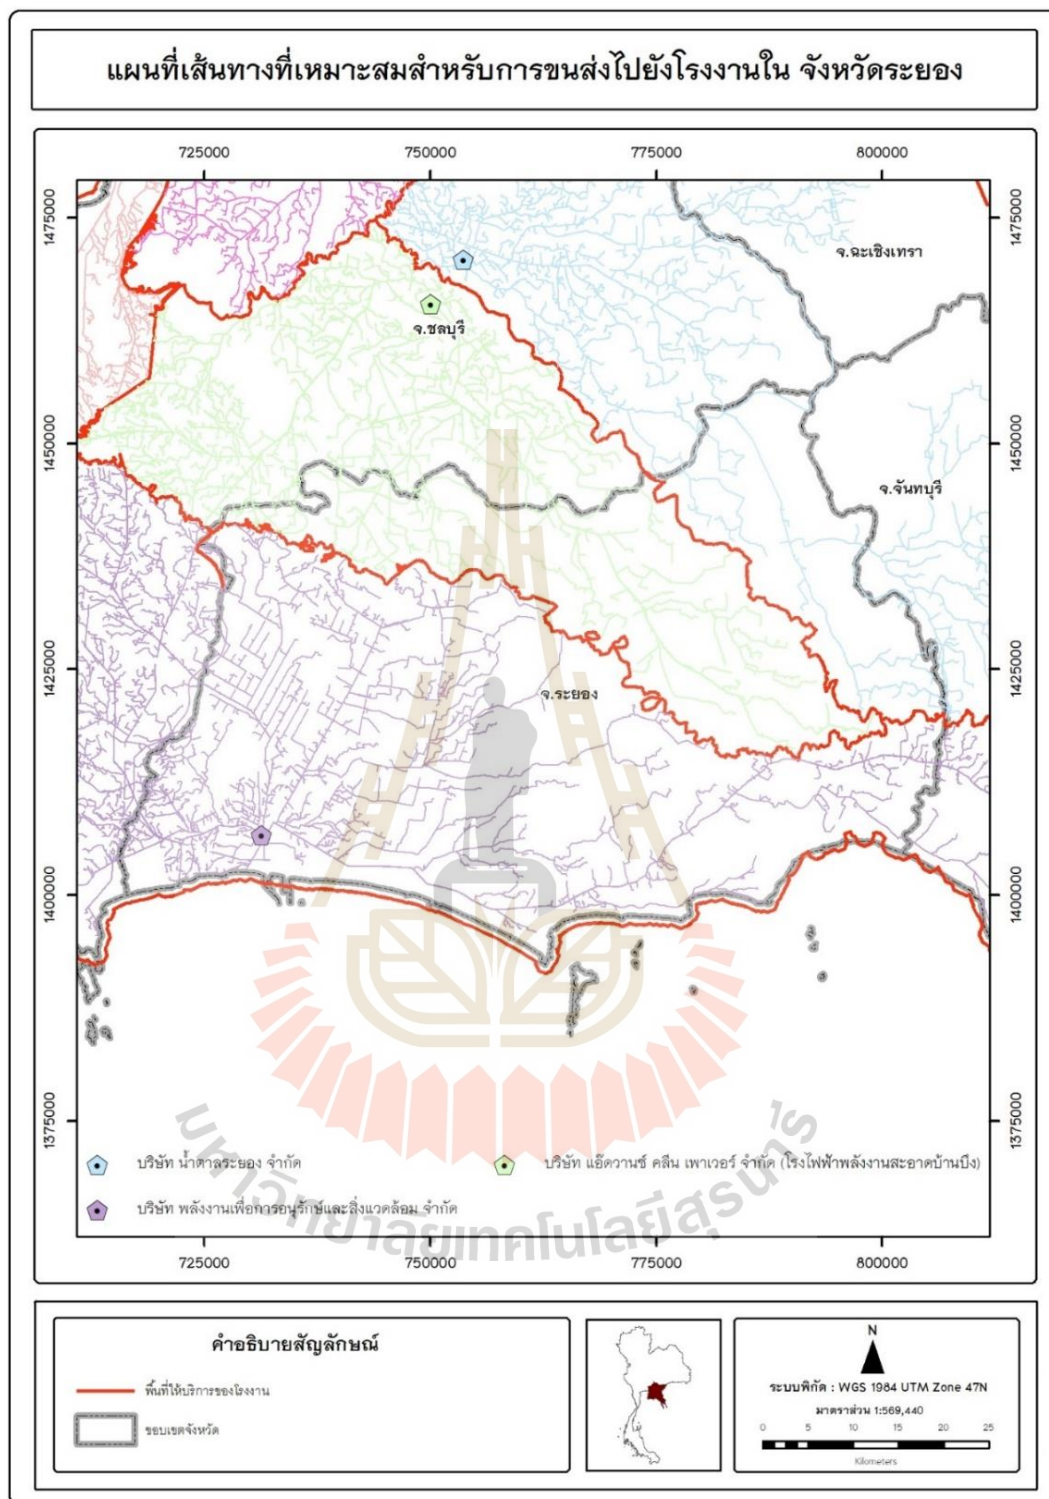 แผนที่เส้นทางที่เหมาะสมสำหรับการขนส่งไปยังโรงงานใน จังหวัดระยอง
725000 750000 775000 800000
1475000 1475000
จ.ฉะเชิงเทรา
จ.ชลบุรี
1450000 1450000
จ.จันทบุรี
1425000 1425000
จ.ระยอง
1400000 1400000
1375000 1375000
บริษัท น้ำตาลระยอง จำกัด
บริษัท แอ๊ดวานซ์ คลีน เพาเวอร์ จำกัด (โรงไฟฟ้าพลังงานสะอาดบ้านบึง)
บริษัท พลังงานเพื่อการอนุรักษ์และสิ่งแวดล้อม จำกัด
มหาวิทยาลัยเทคโนโลยีสุรนารี
725000 750000 775000 800000
คำอธิบายสัญลักษณ์
พื้นที่ให้บริการของโรงงาน
ขอบเขตจังหวัด
N
ระบบพิกัด : WGS 1984 UTM Zone 47N
มาตราส่วน 1:569,440
0 5 10 15 20 25
Kilometers